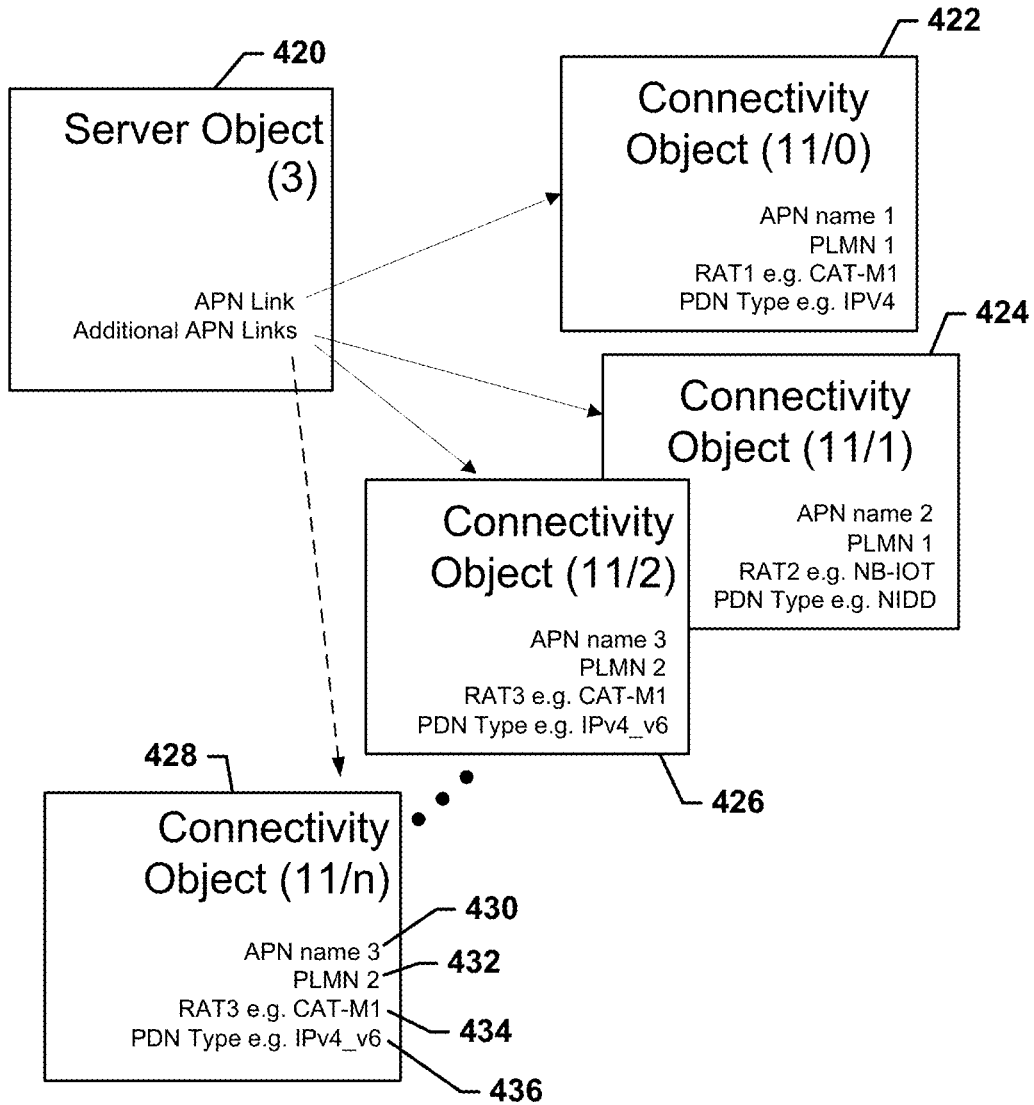 420
Server Object
(3)
APN Link
Additional APN Links
422
Connectivity
Object (11/0)
APN name 1
PLMN 1
RAT1 e.g. CAT-M1
PDN Type e.g. IPV4
424
Connectivity
Object (11/1)
APN name 2
PLMN 1
RAT2 e.g. NB-IOT
PDN Type e.g. NIDD
Connectivity
Object (11/2)
APN name 3
PLMN 2
RAT3 e.g. CAT-M1
PDN Type e.g. IPv4_v6
426
428
Connectivity
Object (11/n)
APN name 3
PLMN 2
RAT3 e.g. CAT-M1
PDN Type e.g. IPv4_v6
430
432
434
436